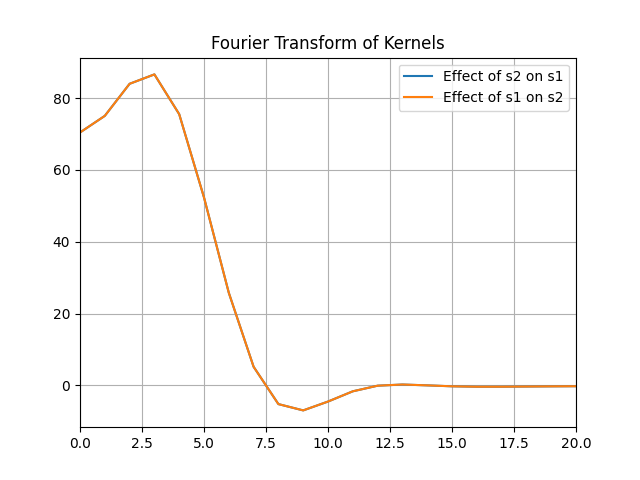 Fourier Transform of Kernels
Effect of s2 on s1
Effect of s1 on s2
80
60
40
20
0
0.0 2.5 5.0 7.5 10.0 12.5 15.0 17.5 20.0